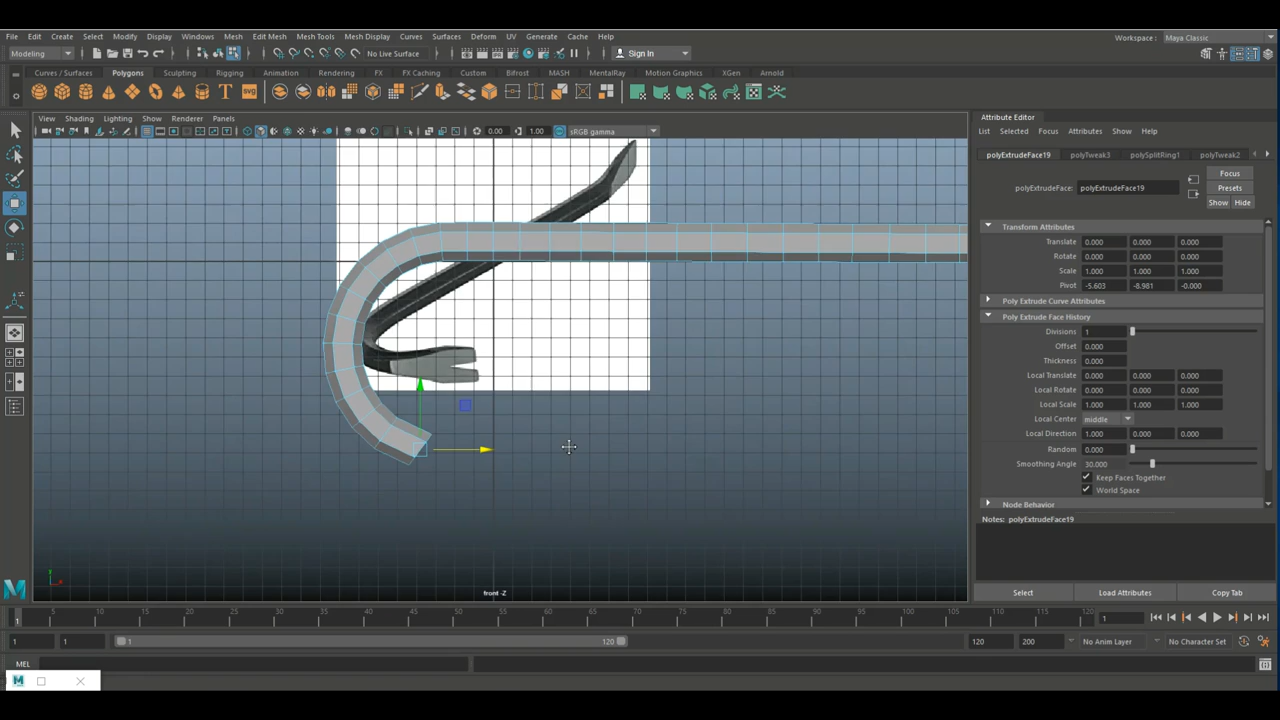 File Edit Create Select Modify Display Windows Mesh Edit Mesh Mesh Tools Mesh Display Curves Surfaces Deform UV Generate Cache Help
Workspace : Maya Classic
Modeling No Live Surface Sign In
Curves / Surfaces Polygons Sculpting Rigging Animation Rendering FX FX Caching Custom Bifrost MASH MentalRay Motion Graphics XGen Arnold
T SVG
View Shading Lighting Show Renderer Panels
0.00 1.00 sRGB gamma
front -Z
Attribute Editor
List Selected Focus Attributes Show Help
polyExtrudeFace19 polyTweak3 polySplitRing1 polyTweak2
polyExtrudeFace: polyExtrudeFace19
Focus
Presets
Show Hide
Transform Attributes
Translate 0.000 0.000 0.000
Rotate 0.000 0.000 0.000
Scale 1.000 1.000 1.000
Pivot -5.603 -8.981 -0.000
Poly Extrude Curve Attributes
Poly Extrude Face History
Divisions 1
Offset 0.000
Thickness 0.000
Local Translate 0.000 0.000 0.000
Local Rotate 0.000 0.000 0.000
Local Scale 1.000 1.000 1.000
Local Center middle
Local Direction 1.000 0.000 0.000
Random 0.000
Smoothing Angle 30.000
Keep Faces Together
World Space
Node Behavior
Notes: polyExtrudeFace19
Select Load Attributes Copy Tab
5 10 15 20 25 30 35 40 45 50 55 60 65 70 75 80 85 90 95 100 105 110 115 120
1 1
1 1 1 120 120 200 No Anim Layer No Character Set
MEL